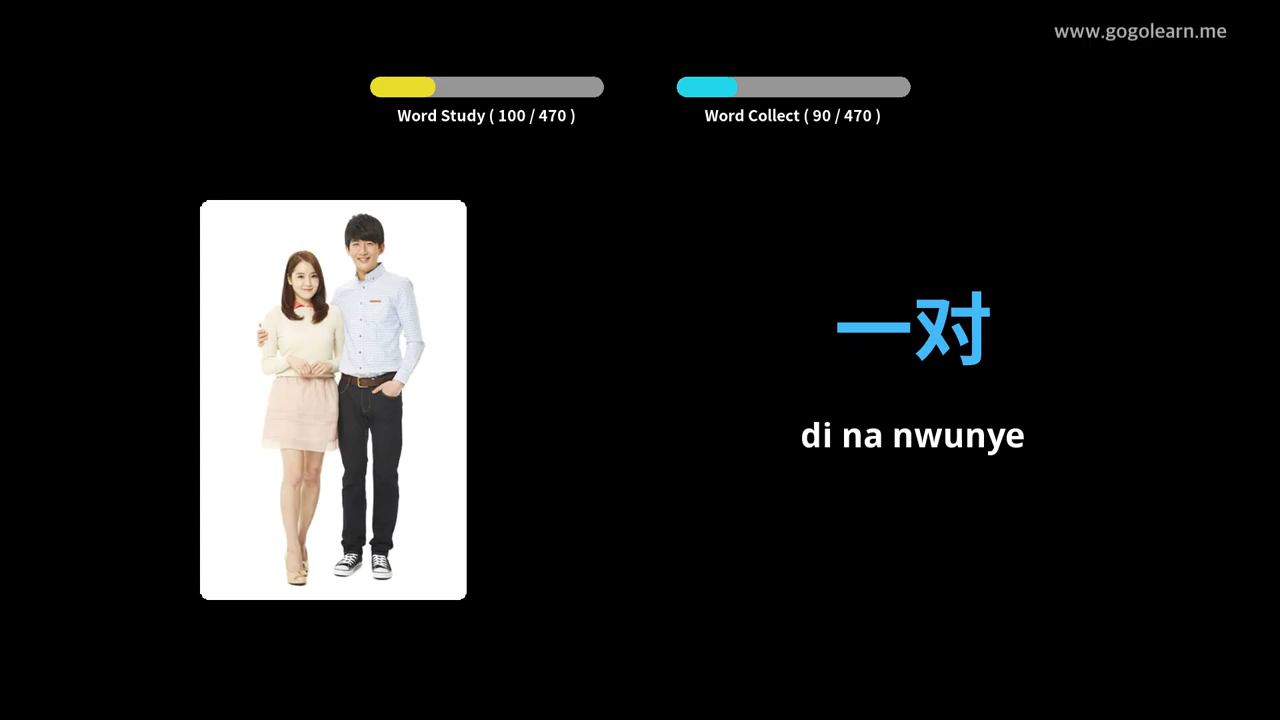 www.gogolearn.me
Word Study ( 100 / 470 )
Word Collect ( 90 / 470 )
一对
di na nwunye